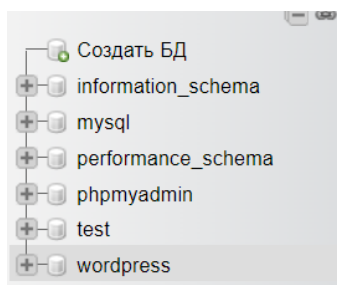 Создать БД
information_schema
mysql
performance_schema
phpmyadmin
test
wordpress